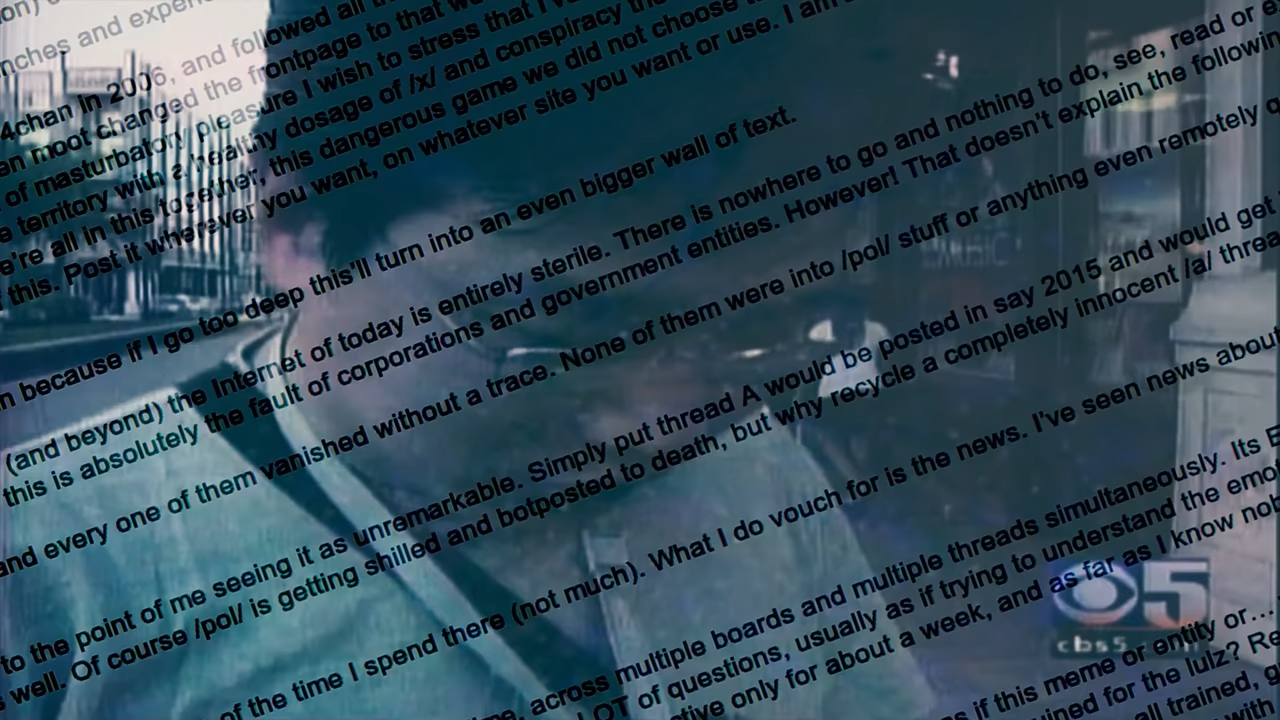 nches and
4chan in 2006, and followed all
moot changed the frontpage to that
of masturbatory pleasure I wish to stress that
territory with a healthy dosage of /x/ and conspiracy
all in this together, this dangerous game we did not choose
this. Post it wherever you want, on whatever site you want or use. I am
because if I go too deep this'll turn into an even bigger wall of text.
(and beyond) the Internet of today is entirely sterile. There is nowhere to go and nothing to do, see, read or
this is absolutely the fault of corporations and government entities. However! That doesn't explain the followin
and every one of them vanished without a trace. None of them were into /pol/ stuff or anything even remotely
to the point of me seeing it as unremarkable. Simply put thread A would be posted in say 2015 and would get
well. Of course /pol/ is getting shilled and botposted to death, but why recycle a completely innocent /a/ threa
of the time I spend there (not much). What I do vouch for is the news. I've seen news about
across multiple boards and multiple threads simultaneously. Its
LOT of questions, usually as if trying to understand the emo
only for about a week, and as far as I know
if this meme or entity or...
for the lulz?
all trained,
with
5
cbs5